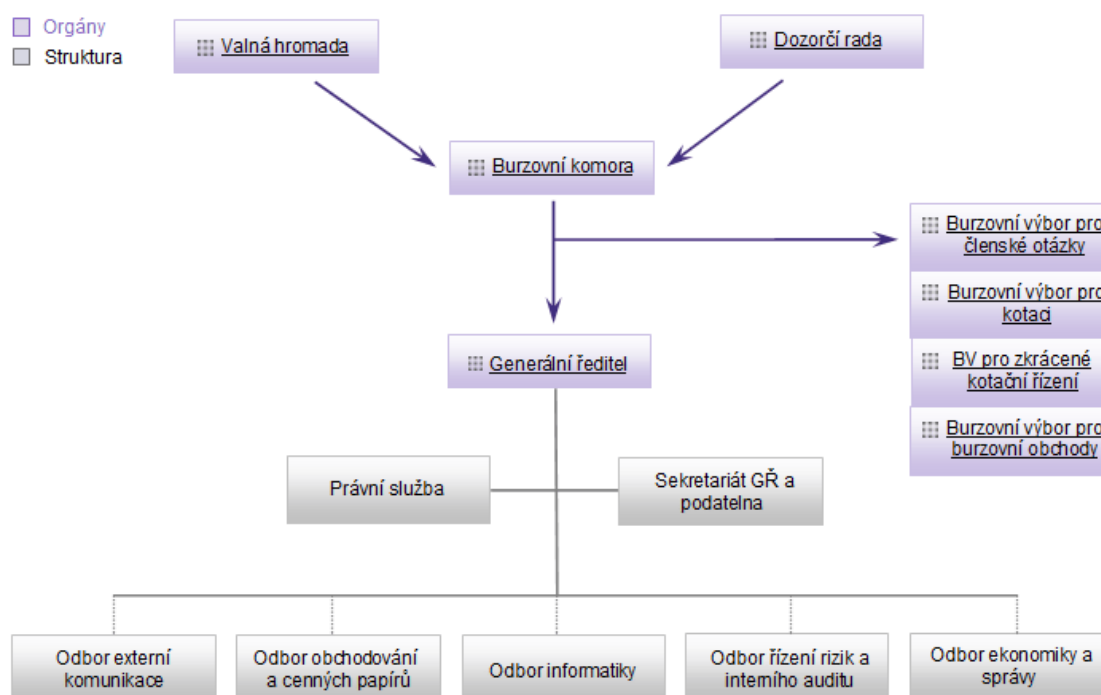 Orgány
Struktura
Valná hromada
Dozorčí rada
Burzovní komora
Burzovní výbor pro
členské otázky
Burzovní výbor pro
kotaci
BV pro zkrácené
kotační řízení
Burzovní výbor pro
burzovní obchody
Generální ředitel
Právní služba
Sekretariát GŘ a
podatelna
Odbor externí
komunikace
Odbor obchodování
a cenných papírů
Odbor informatiky
Odbor řízení rizik a
interního auditu
Odbor ekonomiky a
správy